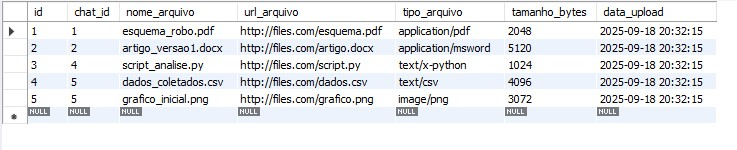 id chat_id nome_arquivo url_arquivo tipo_arquivo tamanho_bytes data_upload
1 1 esquema_robo.pdf http://files.com/esquema.pdf application/pdf 2048 2025-09-18 20:32:15
2 2 artigo_versao1.docx http://files.com/artigo.docx application/msword 5120 2025-09-18 20:32:15
3 4 script_analise.py http://files.com/script.py text/x-python 1024 2025-09-18 20:32:15
4 5 dados_coletados.csv http://files.com/dados.csv text/csv 4096 2025-09-18 20:32:15
5 5 grafico_inicial.png http://files.com/grafico.png image/png 3072 2025-09-18 20:32:15
NULL NULL NULL NULL NULL NULL NULL